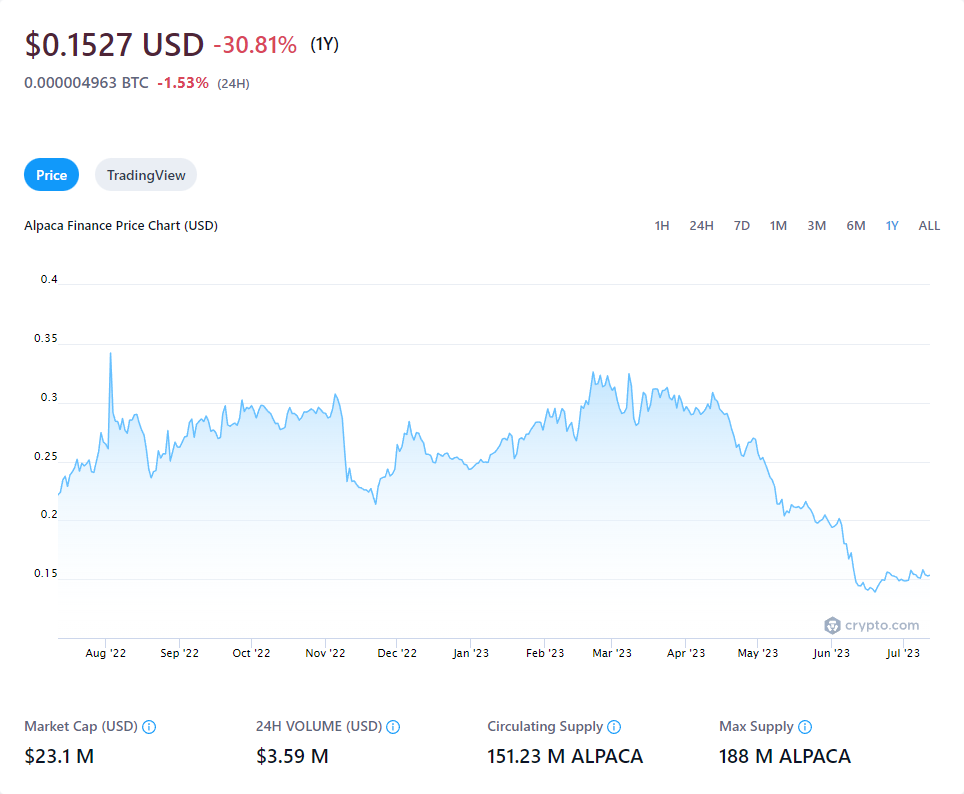 $0.1527 USD -30.81% (1Y)
0.000004963 BTC -1.53% (24H)
Price TradingView
Alpaca Finance Price Chart (USD) 1H 24H 7D 1M 3M 6M 1Y ALL
0.4
0.35
0.3
0.25
0.2
0.15
crypto.com
Aug '22 Sep '22 Oct '22 Nov '22 Dec '22 Jan '23 Feb '23 Mar '23 Apr '23 May '23 Jun '23 Jul '23
Market Cap (USD) 24H VOLUME (USD) Circulating Supply Max Supply
$23.1 M $3.59 M 151.23 M ALPACA 188 M ALPACA